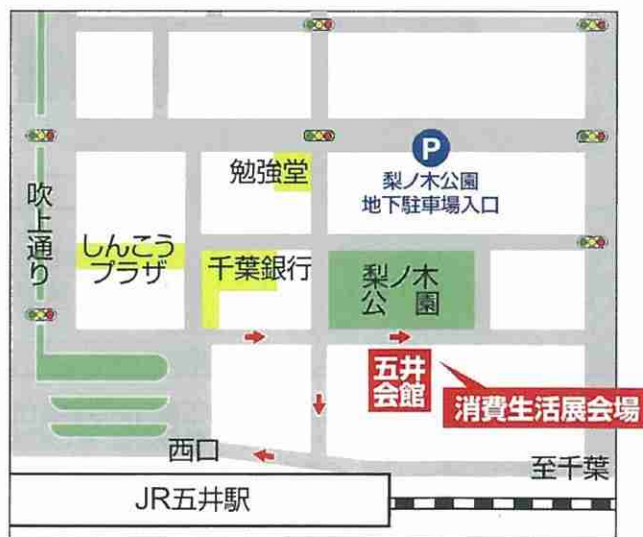 P
勉強堂
梨ノ木公園
地下駐車場入口
吹上通り
しんこう
プラザ
千葉銀行
梨ノ木
公園
五井
会館
消費生活展会場
西口
至千葉
JR五井駅